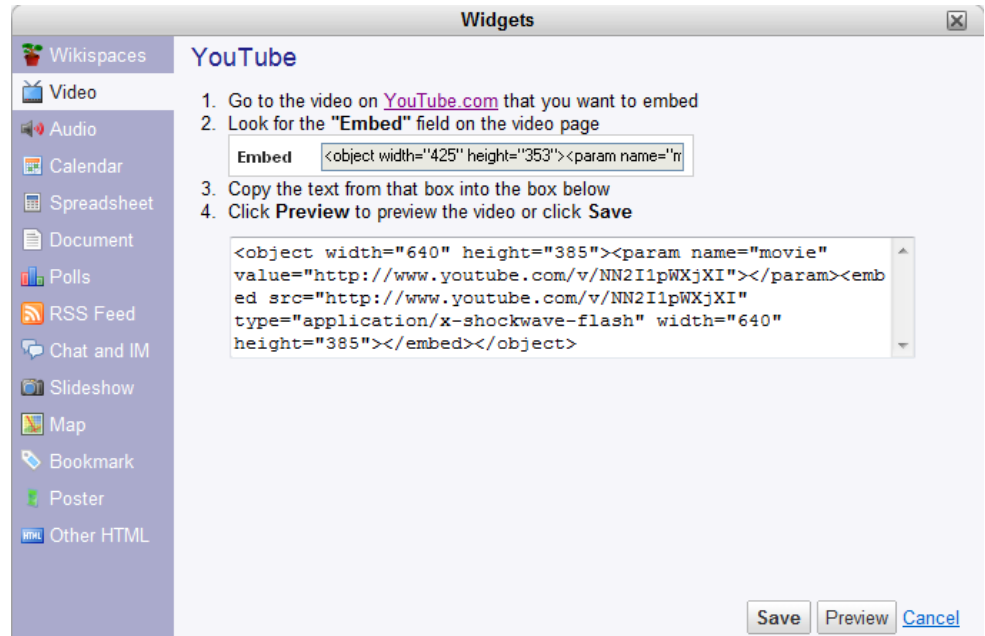 Widgets
Wikispaces
Video
Audio
Calendar
Spreadsheet
Document
Polls
RSS Feed
Chat and IM
Slideshow
Map
Bookmark
Poster
HTML Other HTML
YouTube
1. Go to the video on YouTube.com that you want to embed
2. Look for the "Embed" field on the video page
Embed <object width="425" height="353"><param name="m
3. Copy the text from that box into the box below
4. Click Preview to preview the video or click Save
<object width="640" height="385"><param name="movie"
value="http://www.youtube.com/v/NN2I1pWXjXI"></param><emb
ed src="http://www.youtube.com/v/NN2I1pWXjXI"
type="application/x-shockwave-flash" width="640"
height="385"></embed></object>
Save Preview Cancel